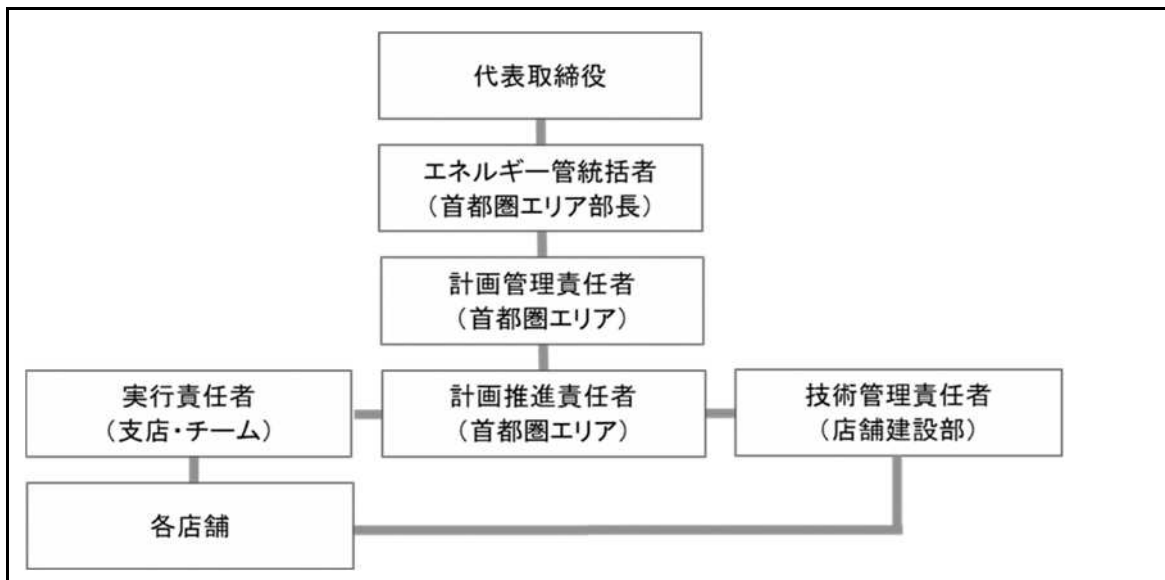 代表取締役
エネルギー管統括者
(首都圏エリア部長)
計画管理責任者
(首都圏エリア)
実行責任者
(支店・チーム)
計画推進責任者
(首都圏エリア)
技術管理責任者
(店舗建設部)
各店舗